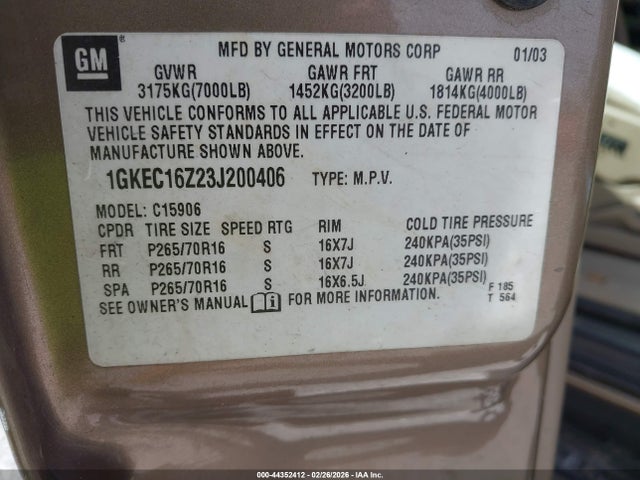 GM MFD BY GENERAL MOTORS CORP 01/03
GVWR GAWR FRT GAWR RR
3175KG(7000LB) 1452KG(3200LB) 1814KG(4000LB)
THIS VEHICLE CONFORMS TO ALL APPLICABLE U.S. FEDERAL MOTOR
VEHICLE SAFETY STANDARDS IN EFFECT ON THE DATE OF
MANUFACTURE SHOWN ABOVE.
1GKEC16Z23J200406 TYPE: M.P.V.
MODEL: C15906
CPDR TIRE SIZE SPEED RTG RIM COLD TIRE PRESSURE
FRT P265/70R16 S 16X7J 240KPA(35PSI)
RR P265/70R16 S 16X7J 240KPA(35PSI)
SPA P265/70R16 S 16X6.5J 240KPA(35PSI)
SEE OWNER'S MANUAL i FOR MORE INFORMATION.
F 185
T 564
000-44352412 - 02/26/2026 - IAAI.com